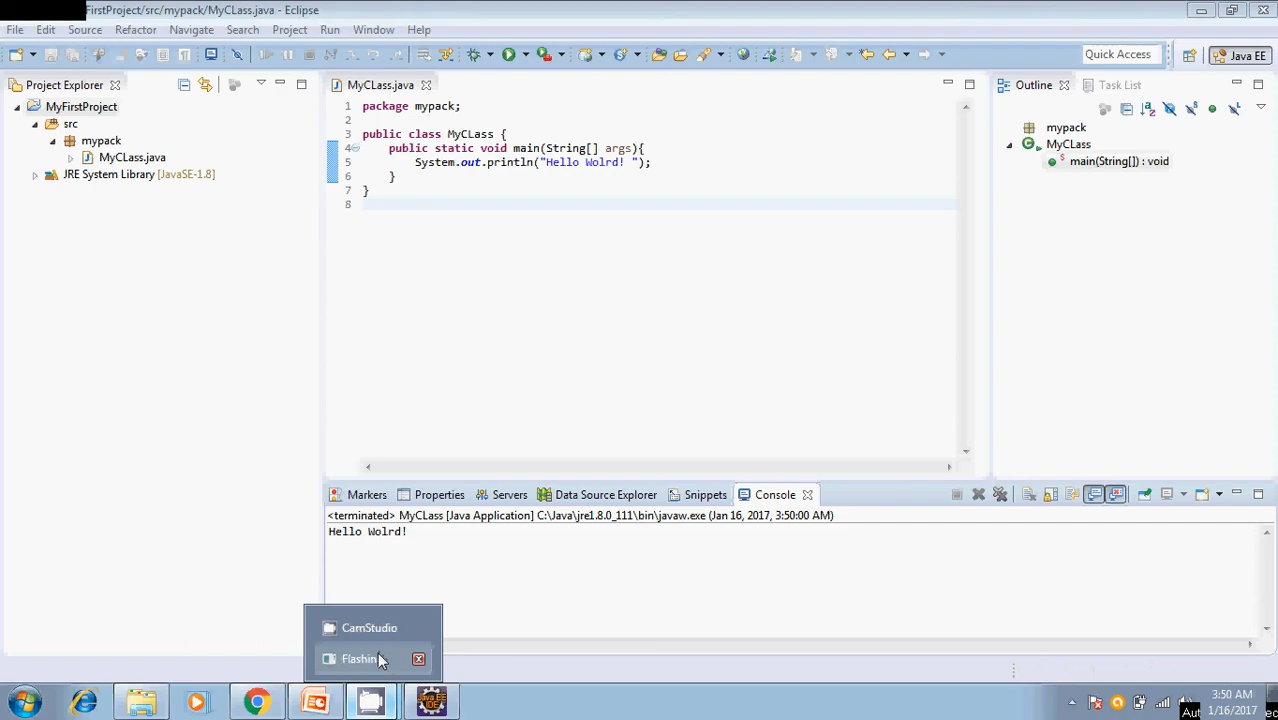 FirstProject/src/mypack/MyCLass.java - Eclipse
File Edit Source Refactor Navigate Search Project Run Window Help
Quick Access
Java EE
Project Explorer
MyFirstProject
src
mypack
MyCLass.java
JRE System Library [JavaSE-1.8]
MyCLass.java
1 package mypack;
2
3 public class MyCLass {
4 public static void main(String[] args){
5 System.out.println("Hello Wolrd! ");
6 }
7 }
8
Outline
Task List
mypack
MyCLass
S
main(String[]) : void
Markers Properties Servers Data Source Explorer Snippets Console
<terminated> MyCLass [Java Application] C:\Java\jre1.8.0_111\bin\javaw.exe (Jan 16, 2017, 3:50:00 AM)
Hello Wolrd!
CamStudio
Java EE
IDE
3:50 AM
1/16/2017